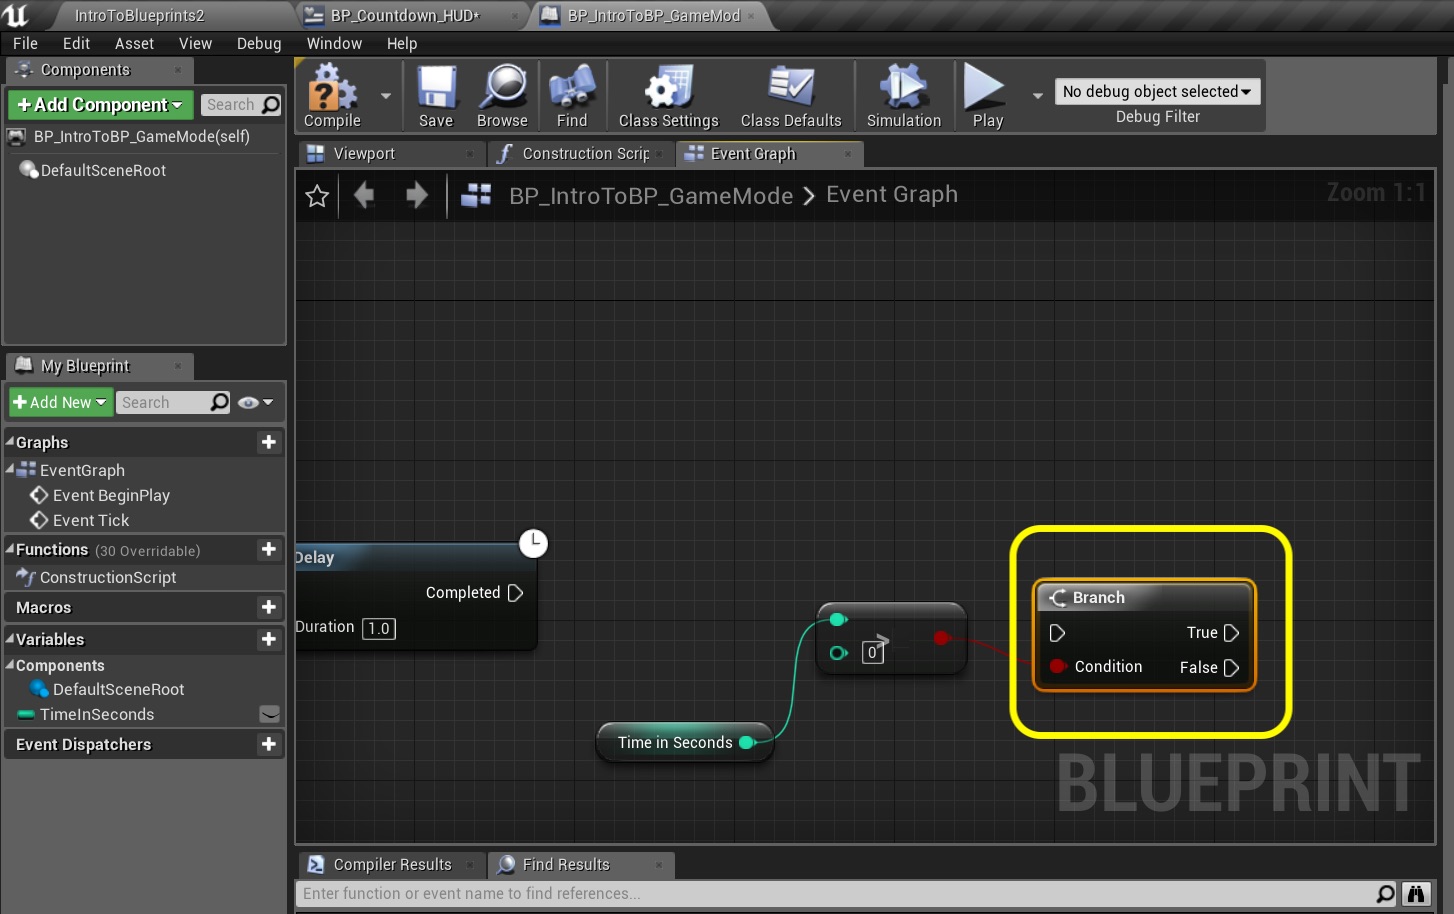 IntroToBlueprints2
BP_Countdown_HUD*
BP_IntroToBP_GameMod
File Edit Asset View Debug Window Help
Components
+Add Component
Search
BP_IntroToBP_GameMode(self)
DefaultSceneRoot
Compile Save Browse Find Class Settings Class Defaults Simulation Play
No debug object selected
Debug Filter
Viewport
Construction Scrip
Event Graph
BP_IntroToBP_GameMode > Event Graph
Zoom 1:1
My Blueprint
+Add New
Search
Graphs
EventGraph
Event BeginPlay
Event Tick
Functions (30 Overridable)
ConstructionScript
Macros
Variables
Components
DefaultSceneRoot
TimeInSeconds
Event Dispatchers
Delay
Completed
Duration 1.0
>
0
Time in Seconds
Branch
True
Condition False
BLUEPRINT
Compiler Results
Find Results
Enter function or event name to find references...